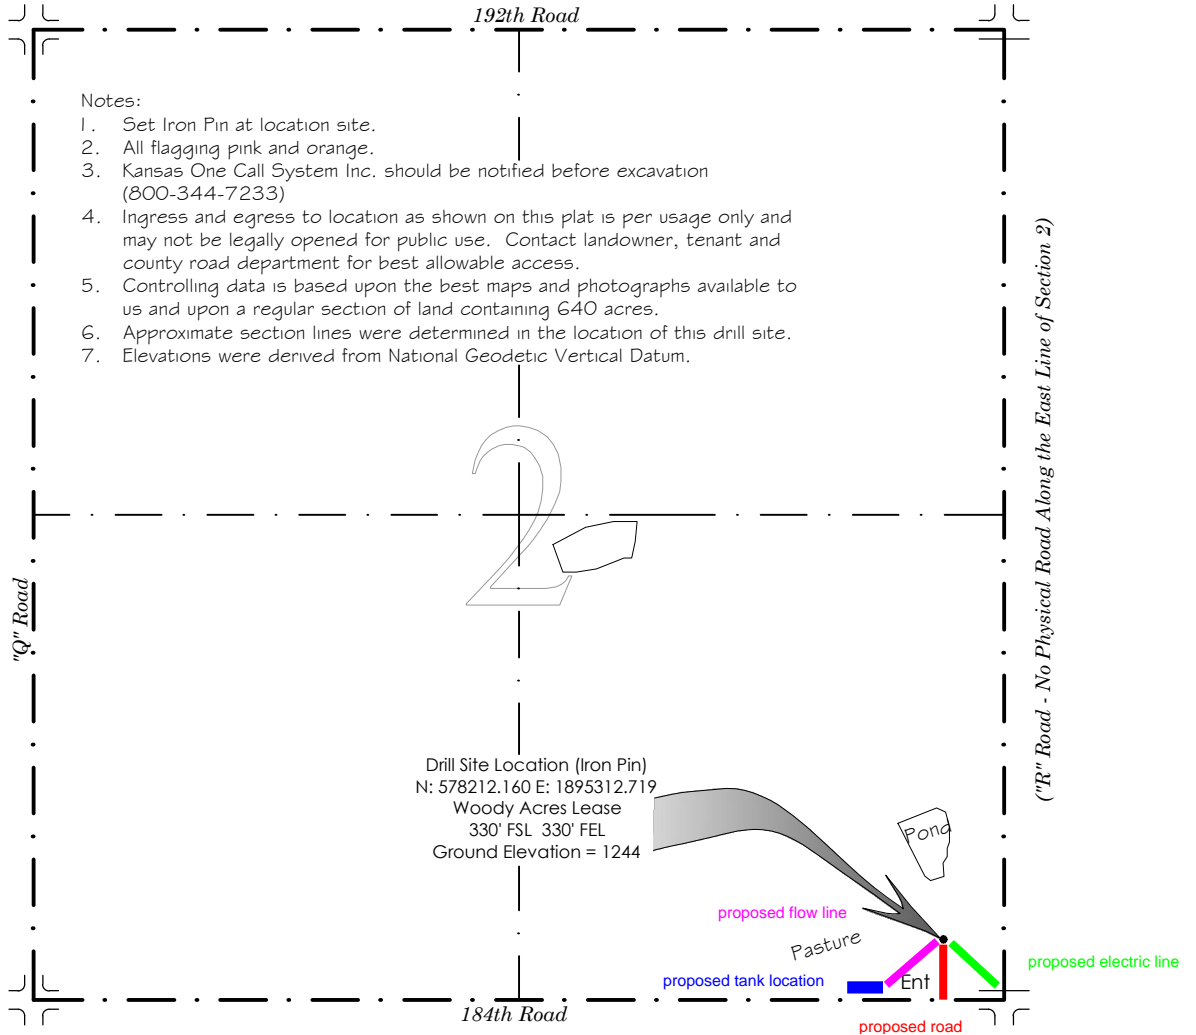 192th Road
Notes:
1. Set Iron Pin at location site.
2. All flagging pink and orange.
3. Kansas One Call System Inc. should be notified before excavation
(800-344-7233)
4. Ingress and egress to location as shown on this plat is per usage only and
may not be legally opened for public use. Contact landowner, tenant and
county road department for best allowable access.
5. Controlling data is based upon the best maps and photographs available to
us and upon a regular section of land containing 640 acres.
6. Approximate section lines were determined in the location of this drill site.
7. Elevations were derived from National Geodetic Vertical Datum.
("R" Road - No Physical Road Along the East Line of Section 2)
2
"Q" Road
Drill Site Location (Iron Pin)
N: 578212.160 E: 1895312.719
Woody Acres Lease
330' FSL 330' FEL
Ground Elevation = 1244
Pond
proposed flow line
Pasture
proposed electric line
proposed tank location
Ent
184th Road
proposed road